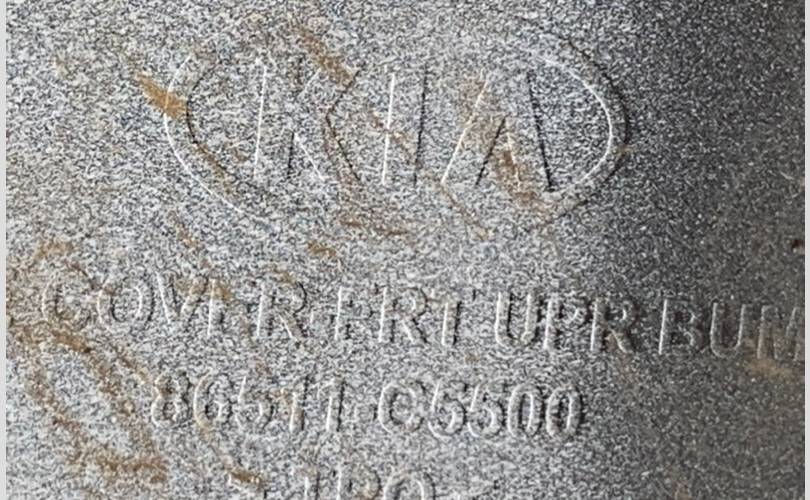 KIA
COVER-FRT UPR BUM
86511-C5500